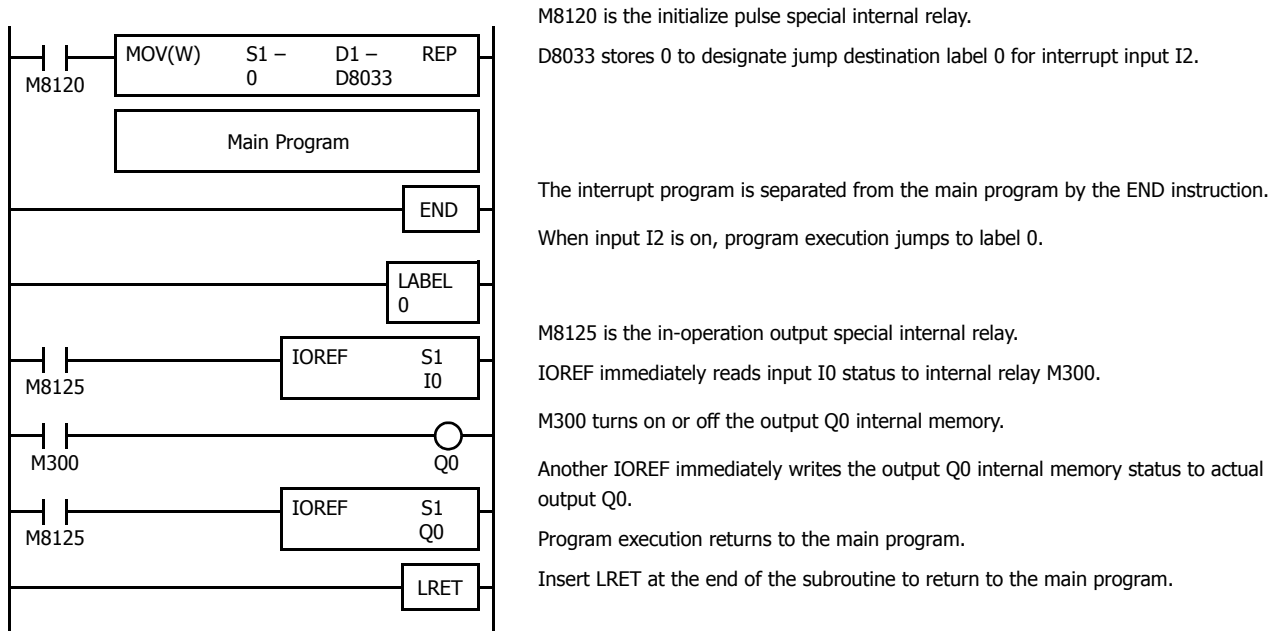 M8120 is the initialize pulse special internal relay.
MOV(W) S1 – D1 – REP
0 D8033
M8120
D8033 stores 0 to designate jump destination label 0 for interrupt input I2.
Main Program
The interrupt program is separated from the main program by the END instruction.
END
When input I2 is on, program execution jumps to label 0.
LABEL
0
M8125 is the in-operation output special internal relay.
IOREF S1
I0
M8125
IOREF immediately reads input I0 status to internal relay M300.
M300 turns on or off the output Q0 internal memory.
M300 Q0
Another IOREF immediately writes the output Q0 internal memory status to actual
output Q0.
IOREF S1
Q0
M8125
Program execution returns to the main program.
LRET
Insert LRET at the end of the subroutine to return to the main program.